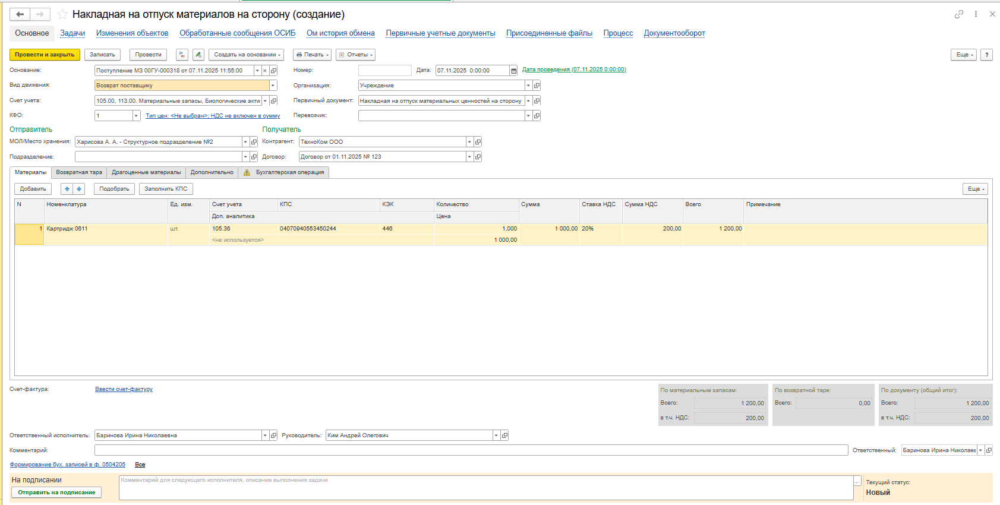 Накладная на отпуск материалов на сторону (создание)
Основное Задачи Изменения объектов Обработанные сообщения ОСИБ Ом история обмена Первичные учетные документы Присоединенные файлы Процесс Документооборот
Провести и закрыть Записать Провести Дт Кт Создать на основании Печать Отчеты Еще ?
Основание: Поступление МЗ 00ГУ-000318 от 07.11.2025 11:55:00 Номер: Дата: 07.11.2025 0:00:00 Дата проведения (07.11.2025 0:00:00)
Вид движения: Возврат поставщику Организация: Учреждение
Счет учета: 105.00, 113.00. Материальные запасы, Биологические акти Первичный документ: Накладная на отпуск материальных ценностей на сторону
КФО: 1 Тип цен: <Не выбран>; НДС не включен в сумму Перевозчик:
Отправитель Получатель
МОЛ/Место хранения: Харисова А. А. - Структурное подразделение №2 Контрагент: ТехноКом ООО
Подразделение: Договор: Договор от 01.11.2025 № 123
Материалы Возвратная тара Драгоценные материалы Дополнительно Бухгалтерская операция
Добавить Подобрать Заполнить КПС Еще
N Номенклатура Ед. изм. Счет учета КПС КЭК Количество Сумма Ставка НДС Сумма НДС Всего Примечание
Доп. аналитика Цена
1 Картридж 0611 шт. 105.36 04070940553450244 446 1,000 1 000,00 20% 200,00 1 200,00
<не используется> 1 000,00
Счет-фактура: Ввести счет-фактуру По материальным запасам: По возвратной таре: По документу (общий итог):
Всего: 1 200,00 Всего: 0,00 Всего: 1 200,00
в т.ч. НДС: 200,00 в т.ч. НДС: 200,00
Ответственный исполнитель: Баринова Ирина Николаевна Руководитель: Ким Андрей Олегович
Комментарий: Ответственный: Баринова Ирина Николаев
Формирование бух. записей в ф. 0504205 Все
На подписании Комментарий для следующего исполнителя, описание выполнения задачи ... Текущий статус:
Отправить на подписание Новый